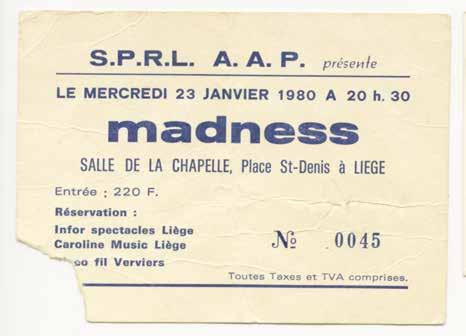 S.P.R.L. A. A. P. présente
LE MERCREDI 23 JANVIER 1980 A 20 h. 30
madness
SALLE DE LA CHAPELLE, Place St-Denis à LIEGE
Entrée : 220 F.
Réservation :
Infor spectacles Liège
Caroline Music Liège
fil Verviers
№ 0045
Toutes Taxes et TVA comprises.